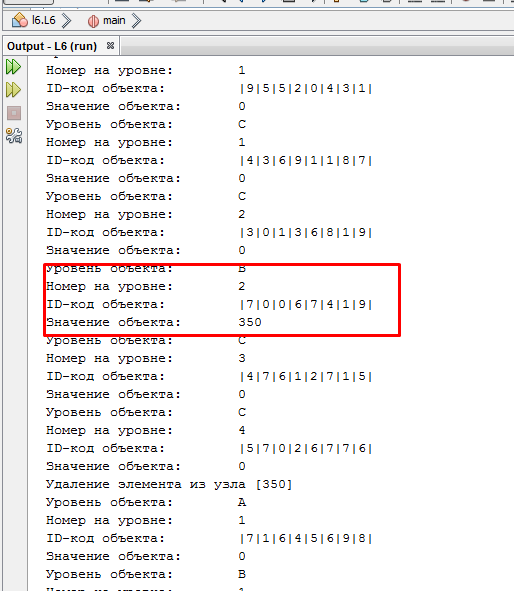 l6.L6 main
Output - L6 (run)
Номер на уровне: 1
ID-код объекта: |9|5|5|2|0|4|3|1|
Значение объекта: 0
Уровень объекта: C
Номер на уровне: 1
ID-код объекта: |4|3|6|9|1|1|8|7|
Значение объекта: 0
Уровень объекта: C
Номер на уровне: 2
ID-код объекта: |3|0|1|3|6|8|1|9|
Значение объекта: 0
Уровень объекта: B
Номер на уровне: 2
ID-код объекта: |7|0|0|6|7|4|1|9|
Значение объекта: 350
Уровень объекта: C
Номер на уровне: 3
ID-код объекта: |4|7|6|1|2|7|1|5|
Значение объекта: 0
Уровень объекта: C
Номер на уровне: 4
ID-код объекта: |5|7|0|2|6|7|7|6|
Значение объекта: 0
Удаление элемента из узла [350]
Уровень объекта: A
Номер на уровне: 1
ID-код объекта: |7|1|6|4|5|6|9|8|
Значение объекта: 0
Уровень объекта: B
Номер на уровне: 1